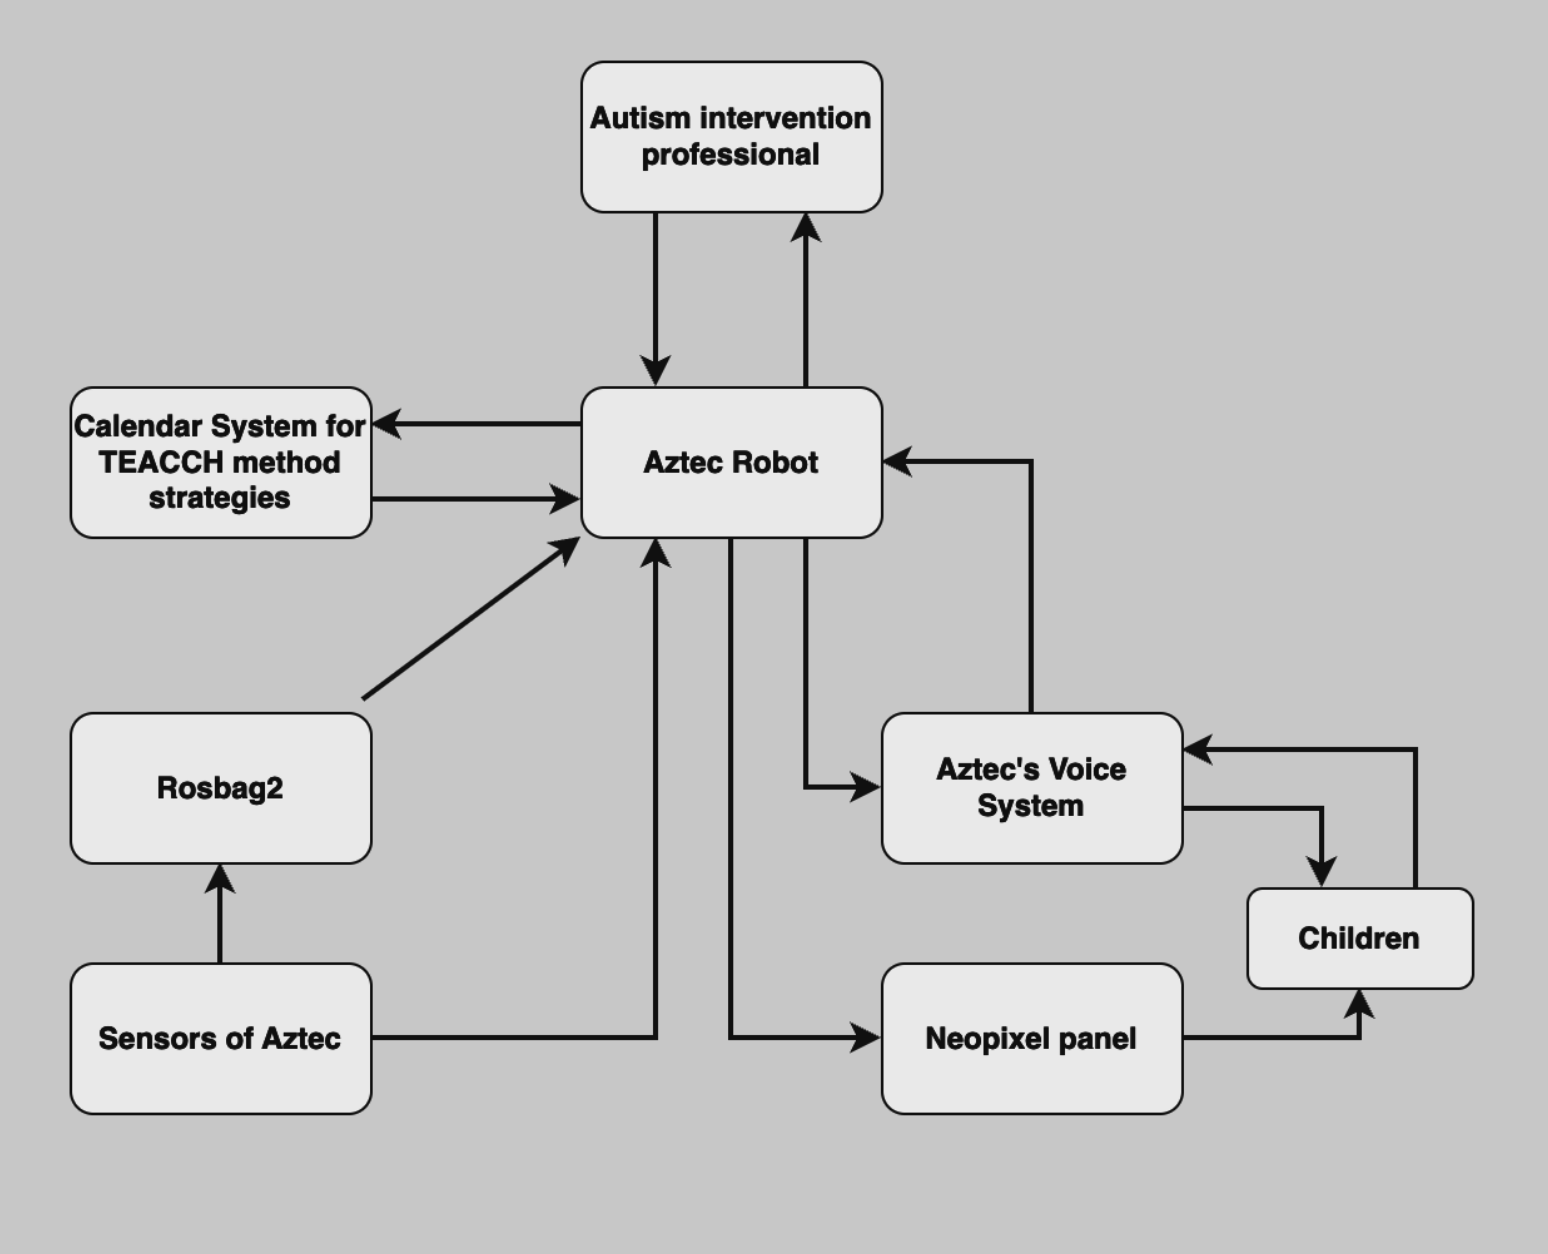 Autism intervention
professional
Calendar System for
TEACCH method
strategies
Aztec Robot
Rosbag2
Aztec's Voice
System
Children
Sensors of Aztec
Neopixel panel